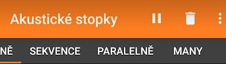 Akustické stopky
NĚ SEKVENCE PARALELNĚ MANY